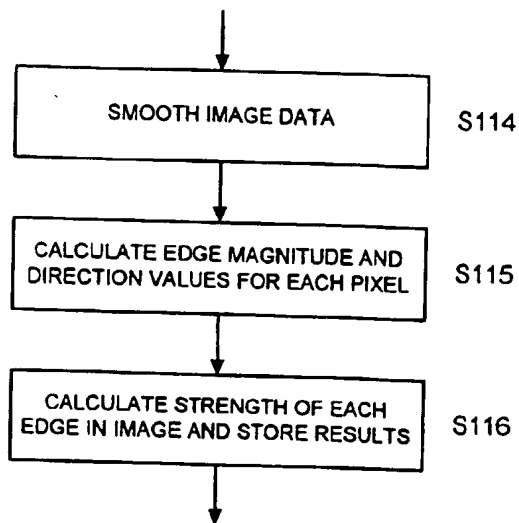 SMOOTH IMAGE DATA
S114
CALCULATE EDGE MAGNITUDE AND
DIRECTION VALUES FOR EACH PIXEL
S115
CALCULATE STRENGTH OF EACH
EDGE IN IMAGE AND STORE RESULTS
S116